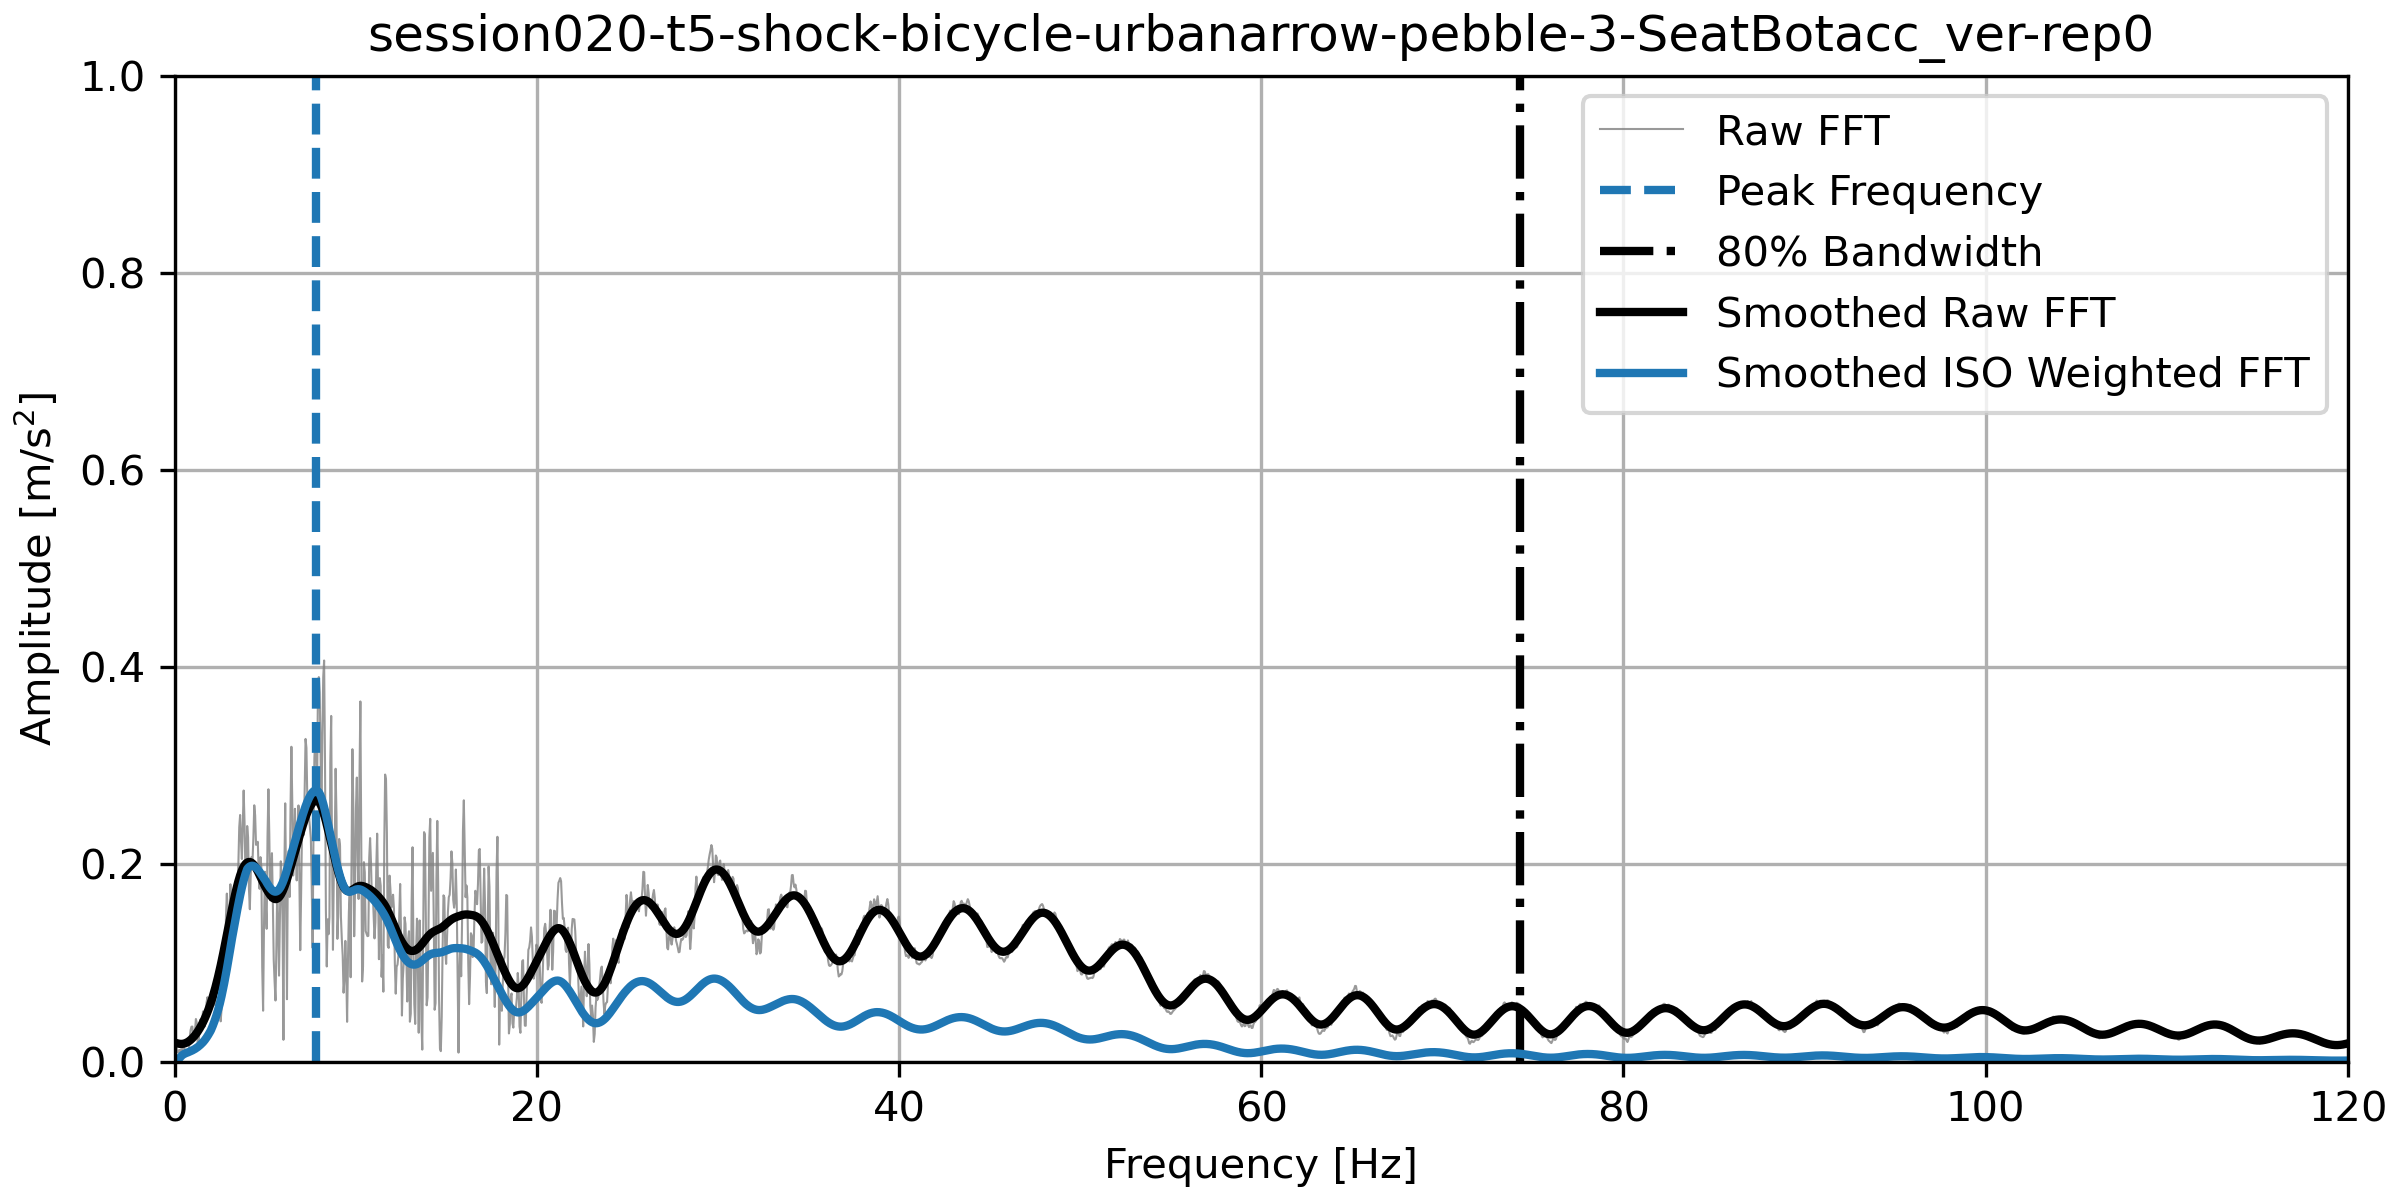 session020-t5-shock-bicycle-urbanarrow-pebble-3-SeatBotacc_ver-rep0
1.0
0.8
0.6
0.4
0.2
0.0
Amplitude [m/s²]
Raw FFT
Peak Frequency
80% Bandwidth
Smoothed Raw FFT
Smoothed ISO Weighted FFT
0 20 40 60 80 100 120
Frequency [Hz]